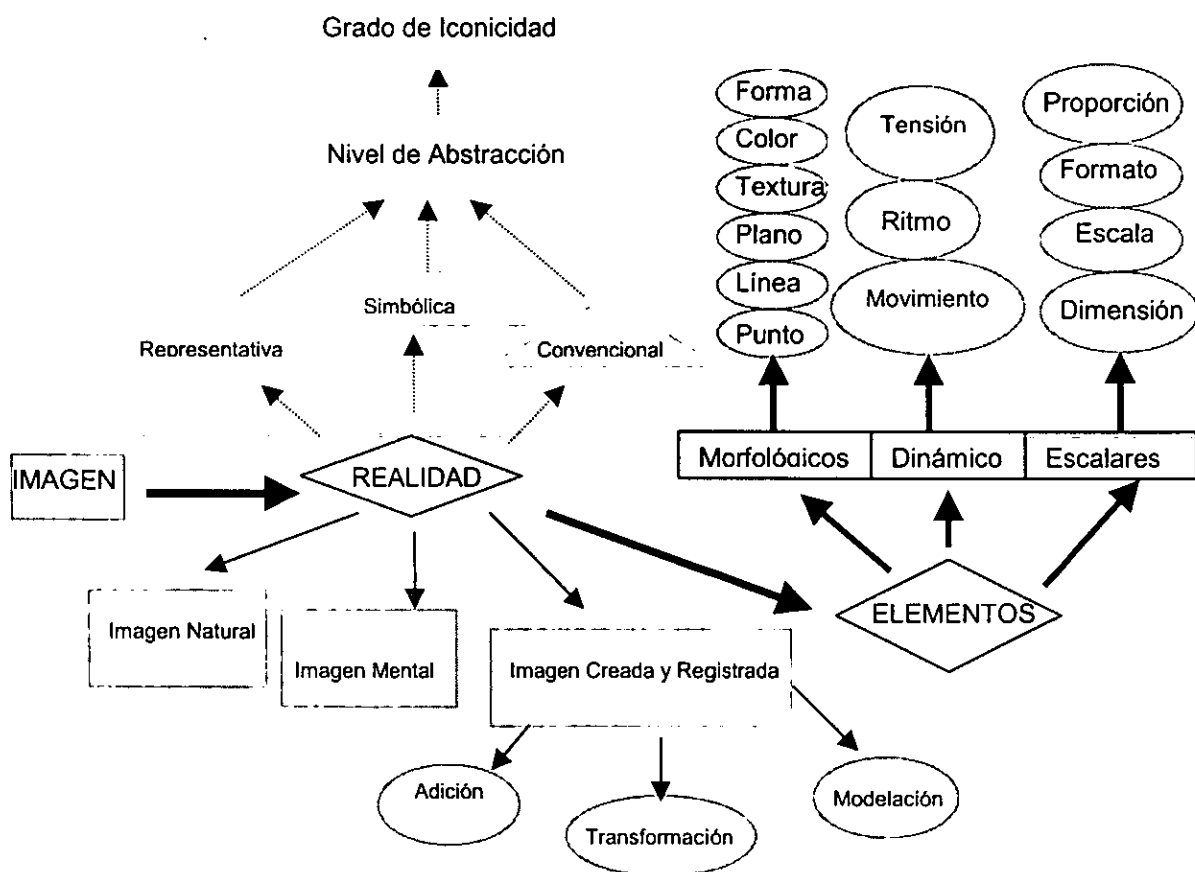 Grado de Iconicidad
Nivel de Abstracción
Simbólica
Representativa
Convencional
IMAGEN
REALIDAD
Imagen Natural
Imagen Mental
Imagen Creada y Registrada
Adición
Transformación
Modelación
Forma
Color
Textura
Plano
Línea
Punto
Tensión
Ritmo
Movimiento
Proporción
Formato
Escala
Dimensión
Morfológicos
Dinámico
Escalares
ELEMENTOS